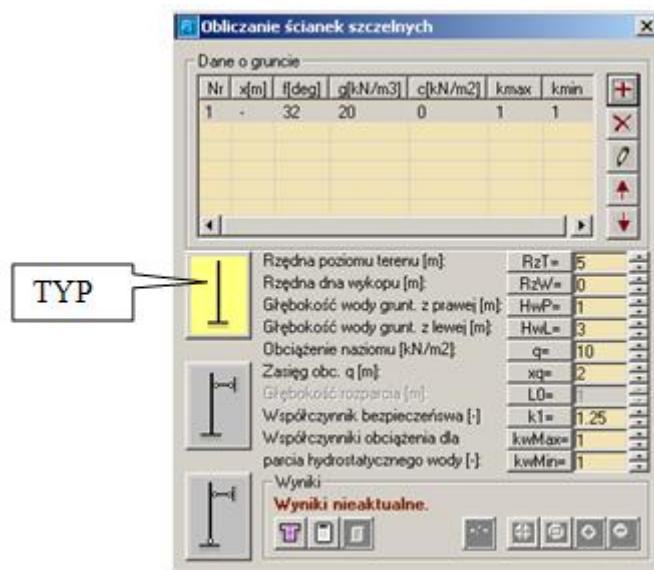 Obliczanie ścianek szczelnych
Dane o gruncie
Nr x[m] f[deg] g[kN/m3] c[kN/m2] kmax kmin
1 - 32 20 0 1 1
TYP
Rzędna poziomu terenu [m]: RzT= 5
Rzędna dna wykopu [m]: RzW= 0
Głębokość wody grunt. z prawej [m]: HwP= 1
Głębokość wody grunt. z lewej [m]: HwL= 3
Obciążenie naziomu [kN/m2]: q= 10
Zasięg obc. q [m]: xq= 2
Głębokość rozparcia [m]: L0= 1
Współczynnik bezpieczeńswa [-] k1= 1.25
Współczynniki obciążenia dla kwMax= 1
parcia hydrostatycznego wody [-]: kwMin= 1
Wyniki
Wyniki nieaktualne.